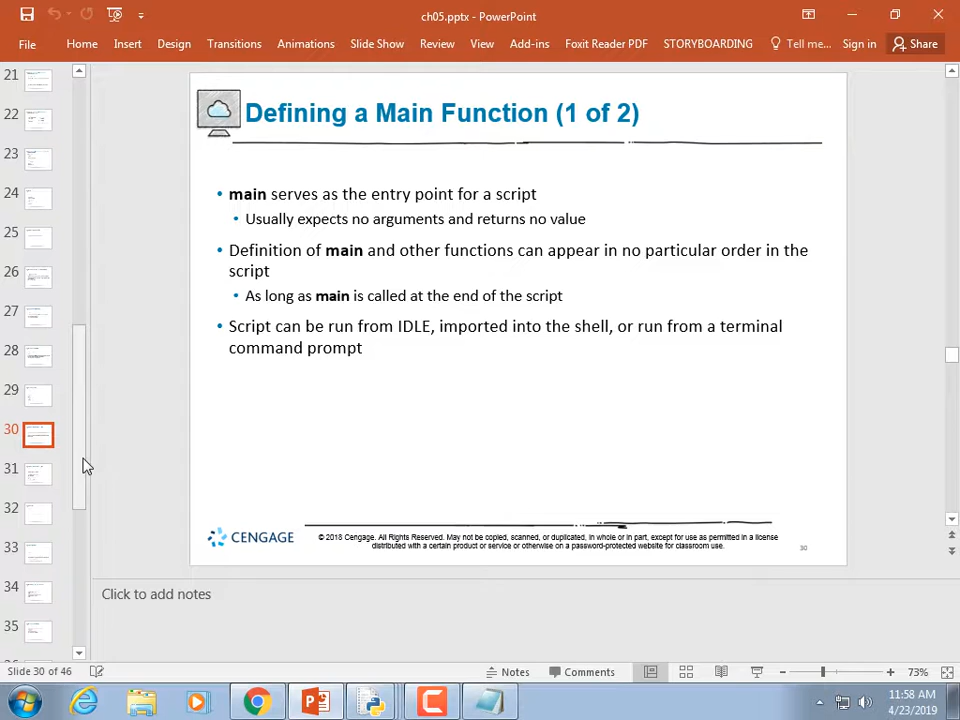 ch05.pptx - PowerPoint
File Home Insert Design Transitions Animations Slide Show Review View Add-ins Foxit Reader PDF STORYBOARDING Tell me... Sign in Share
21
22
23
24
25
26
27
28
29
30
31
32
33
34
35
Defining a Main Function (1 of 2)
• main serves as the entry point for a script
• Usually expects no arguments and returns no value
• Definition of main and other functions can appear in no particular order in the
script
• As long as main is called at the end of the script
• Script can be run from IDLE, imported into the shell, or run from a terminal
command prompt
CENGAGE
© 2018 Cengage. All Rights Reserved. May not be copied, scanned, or duplicated, in whole or in part, except for use as permitted in a license
distributed with a certain product or service or otherwise on a password-protected website for classroom use.
30
Click to add notes
Slide 30 of 46 Notes Comments 73%
11:58 AM
4/23/2019